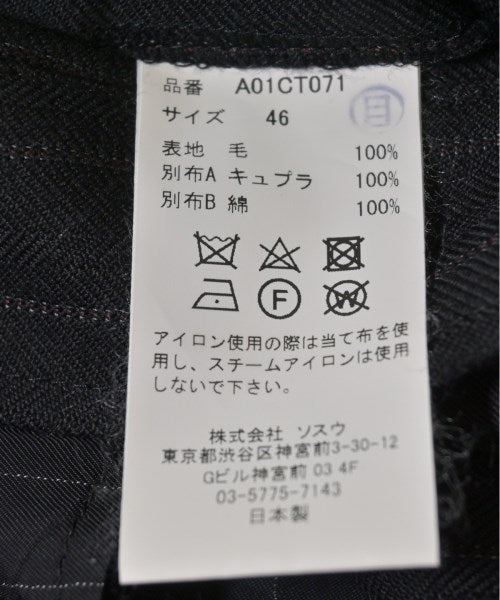 品番 A01CT071
サイズ 46
目
表地 毛 100%
別布A キュプラ 100%
別布B 綿 100%
F W
アイロン使用の際は当て布を使
用し、スチームアイロンは使用
しないで下さい。
株式会社 ソスウ
東京都渋谷区神宮前3-30-12
Gビル神宮前 03 4F
03-5775-7143
日本製